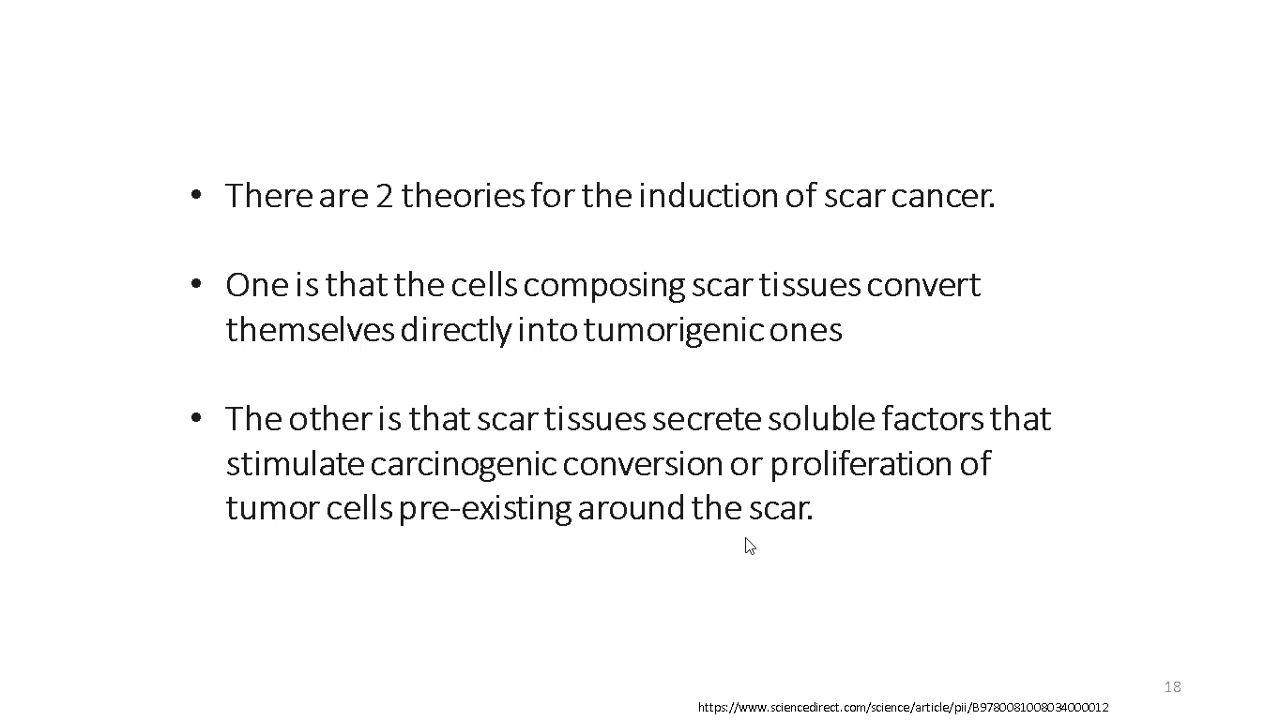 • There are 2 theories for the induction of scar cancer.
• One is that the cells composing scar tissues convert
themselves directly into tumorigenic ones
• The other is that scar tissues secrete soluble factors that
stimulate carcinogenic conversion or proliferation of
tumor cells pre-existing around the scar.
18
https://www.sciencedirect.com/science/article/pii/B9780081008034000012